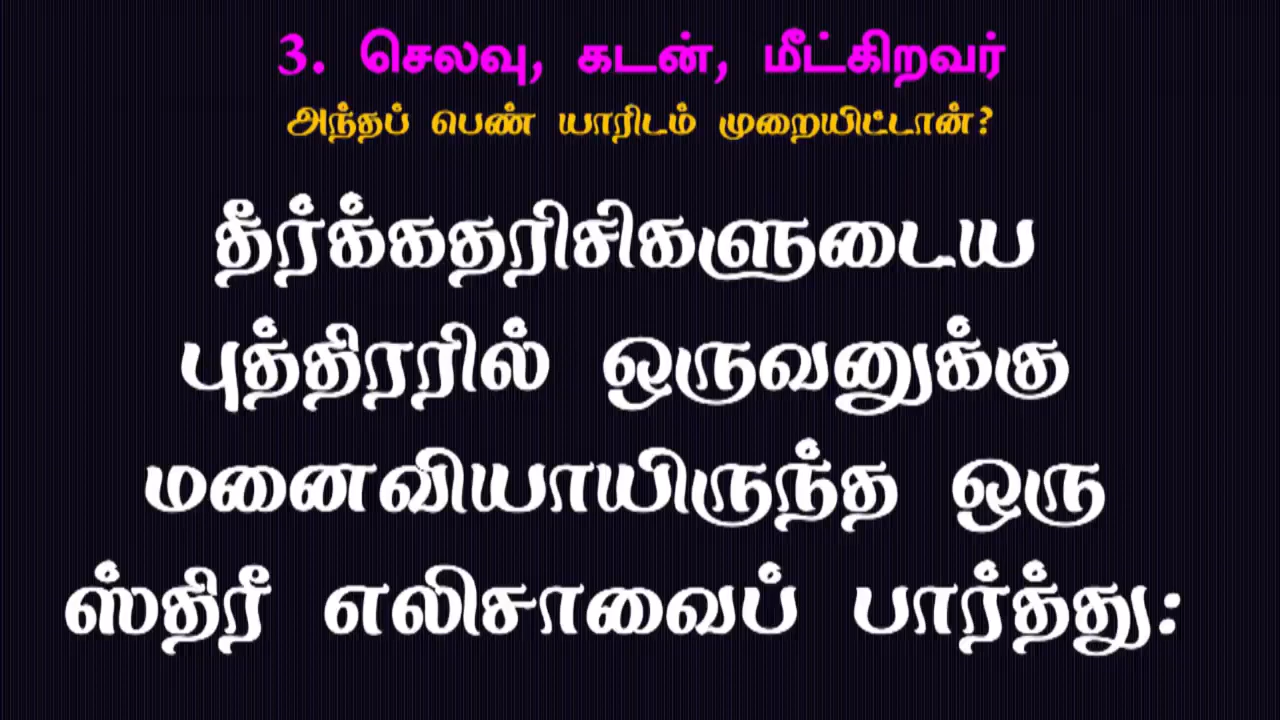 3. செலவு, கடன், மீட்கிறவர்
அந்தப் பெண் யாரிடம் முறையிட்டான்?
தீர்க்கதரிசிகளுடைய
புத்திரரில் ஒருவனுக்கு
மனைவியாயிருந்த ஒரு
ஸ்திரீ எலிசாவைப் பார்த்து: